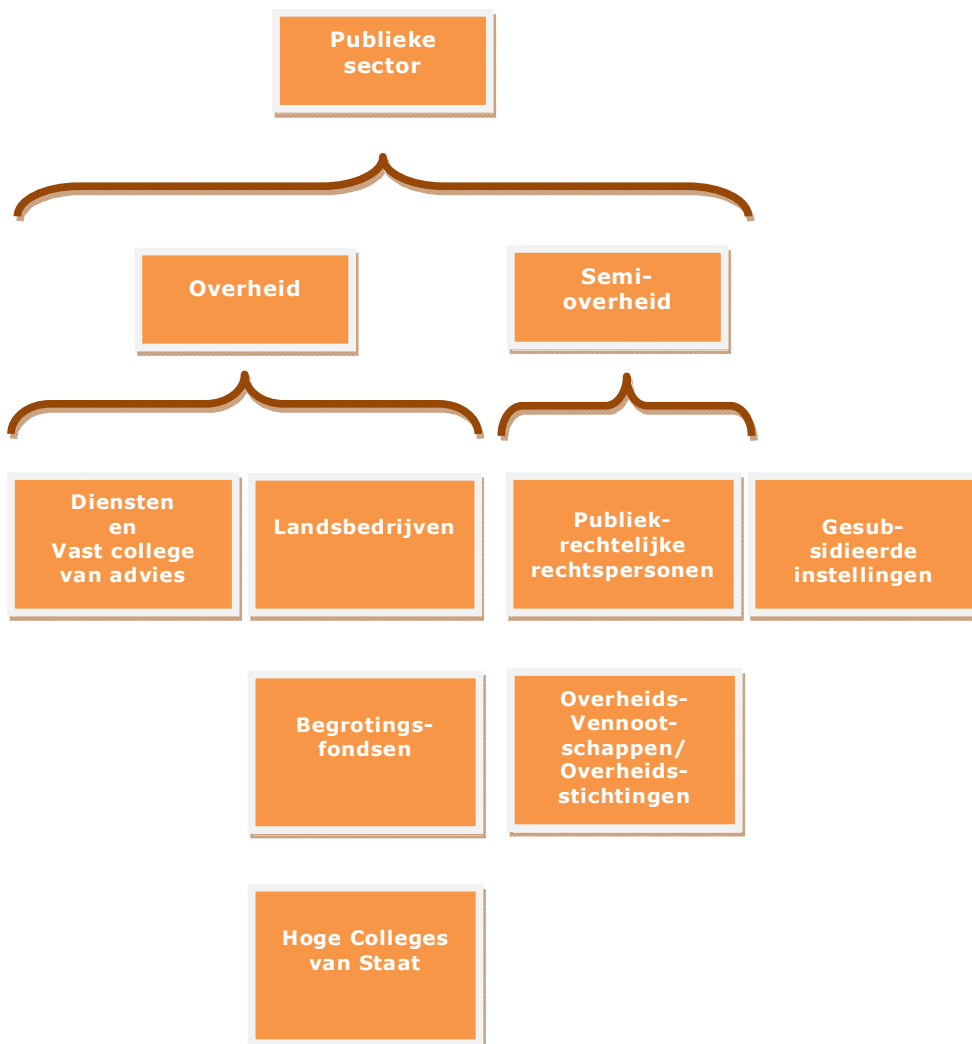 Publieke
sector
Overheid
Semi-
overheid
Diensten
en
Vast college
van advies
Landsbedrijven
Publiek-
rechtelijke
rechtspersonen
Gesub-
sidieerde
instellingen
Begrotings-
fondsen
Overheids-
Vennoot-
schappen/
Overheids-
stichtingen
Hoge Colleges
van Staat